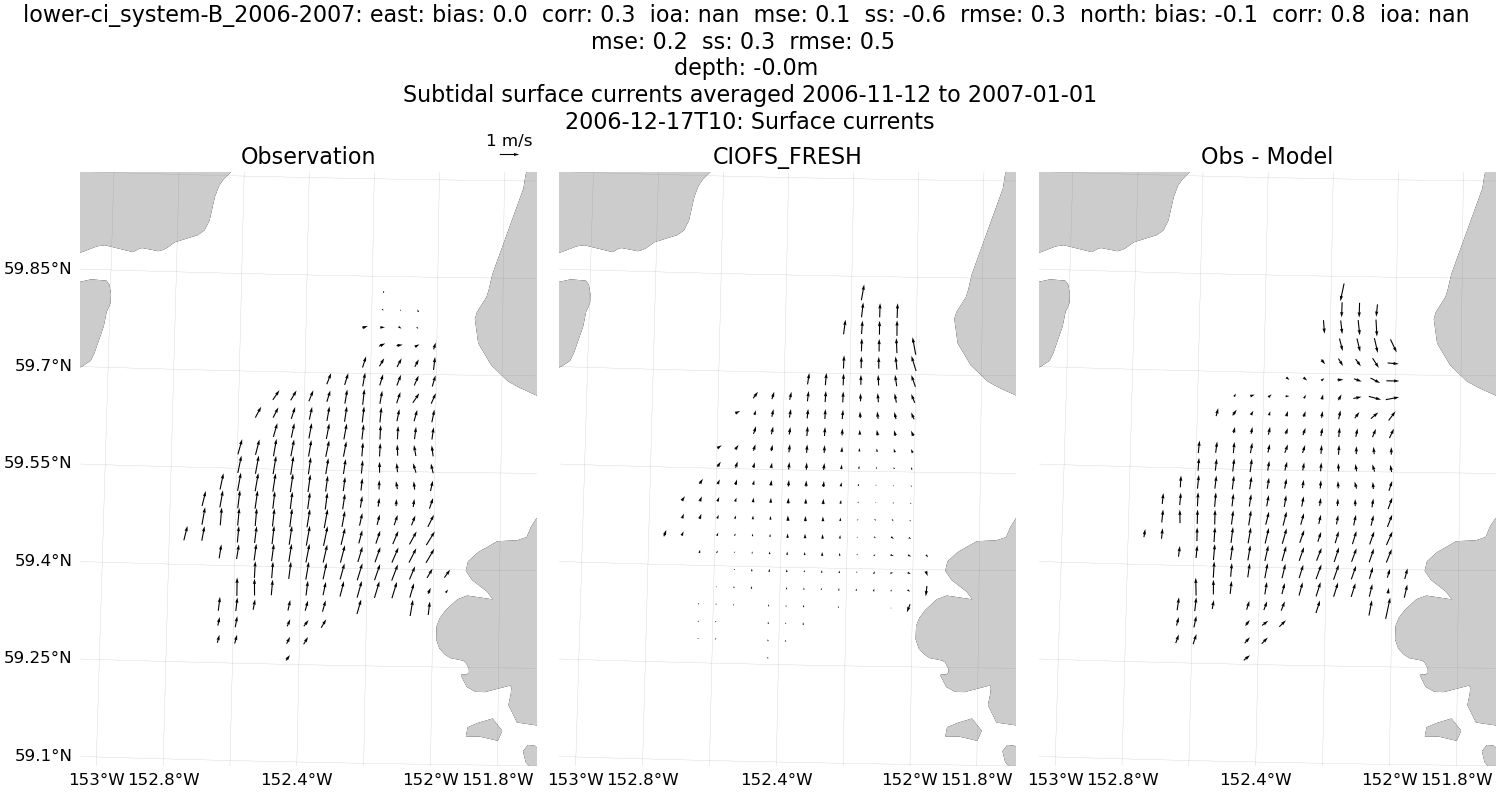 lower-ci_system-B_2006-2007: east: bias: 0.0  corr: 0.3  ioa: nan  mse: 0.1  ss: -0.6  rmse: 0.3  north: bias: -0.1  corr: 0.8  ioa: nan
mse: 0.2  ss: 0.3  rmse: 0.5
depth: -0.0m
Subtidal surface currents averaged 2006-11-12 to 2007-01-01
2006-12-17T10: Surface currents
1 m/s
Observation
CIOFS_FRESH
Obs - Model
59.85°N
59.7°N
59.55°N
59.4°N
59.25°N
59.1°N
153°W 152.8°W 152.4°W 152°W 151.8°W
153°W 152.8°W 152.4°W 152°W 151.8°W
153°W 152.8°W 152.4°W 152°W 151.8°W